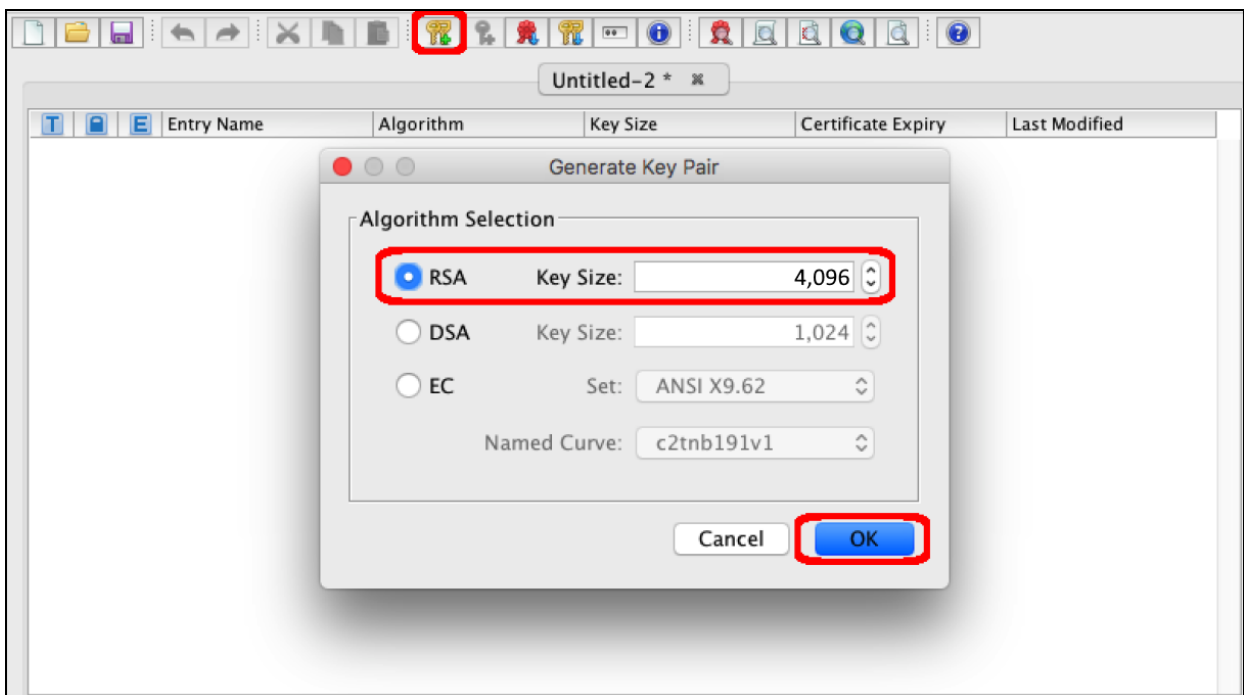 Untitled-2 *
T E Entry Name Algorithm Key Size Certificate Expiry Last Modified
Generate Key Pair
Algorithm Selection
RSA Key Size: 4,096
DSA Key Size: 1,024
EC Set: ANSI X9.62
Named Curve: c2tnb191v1
Cancel OK